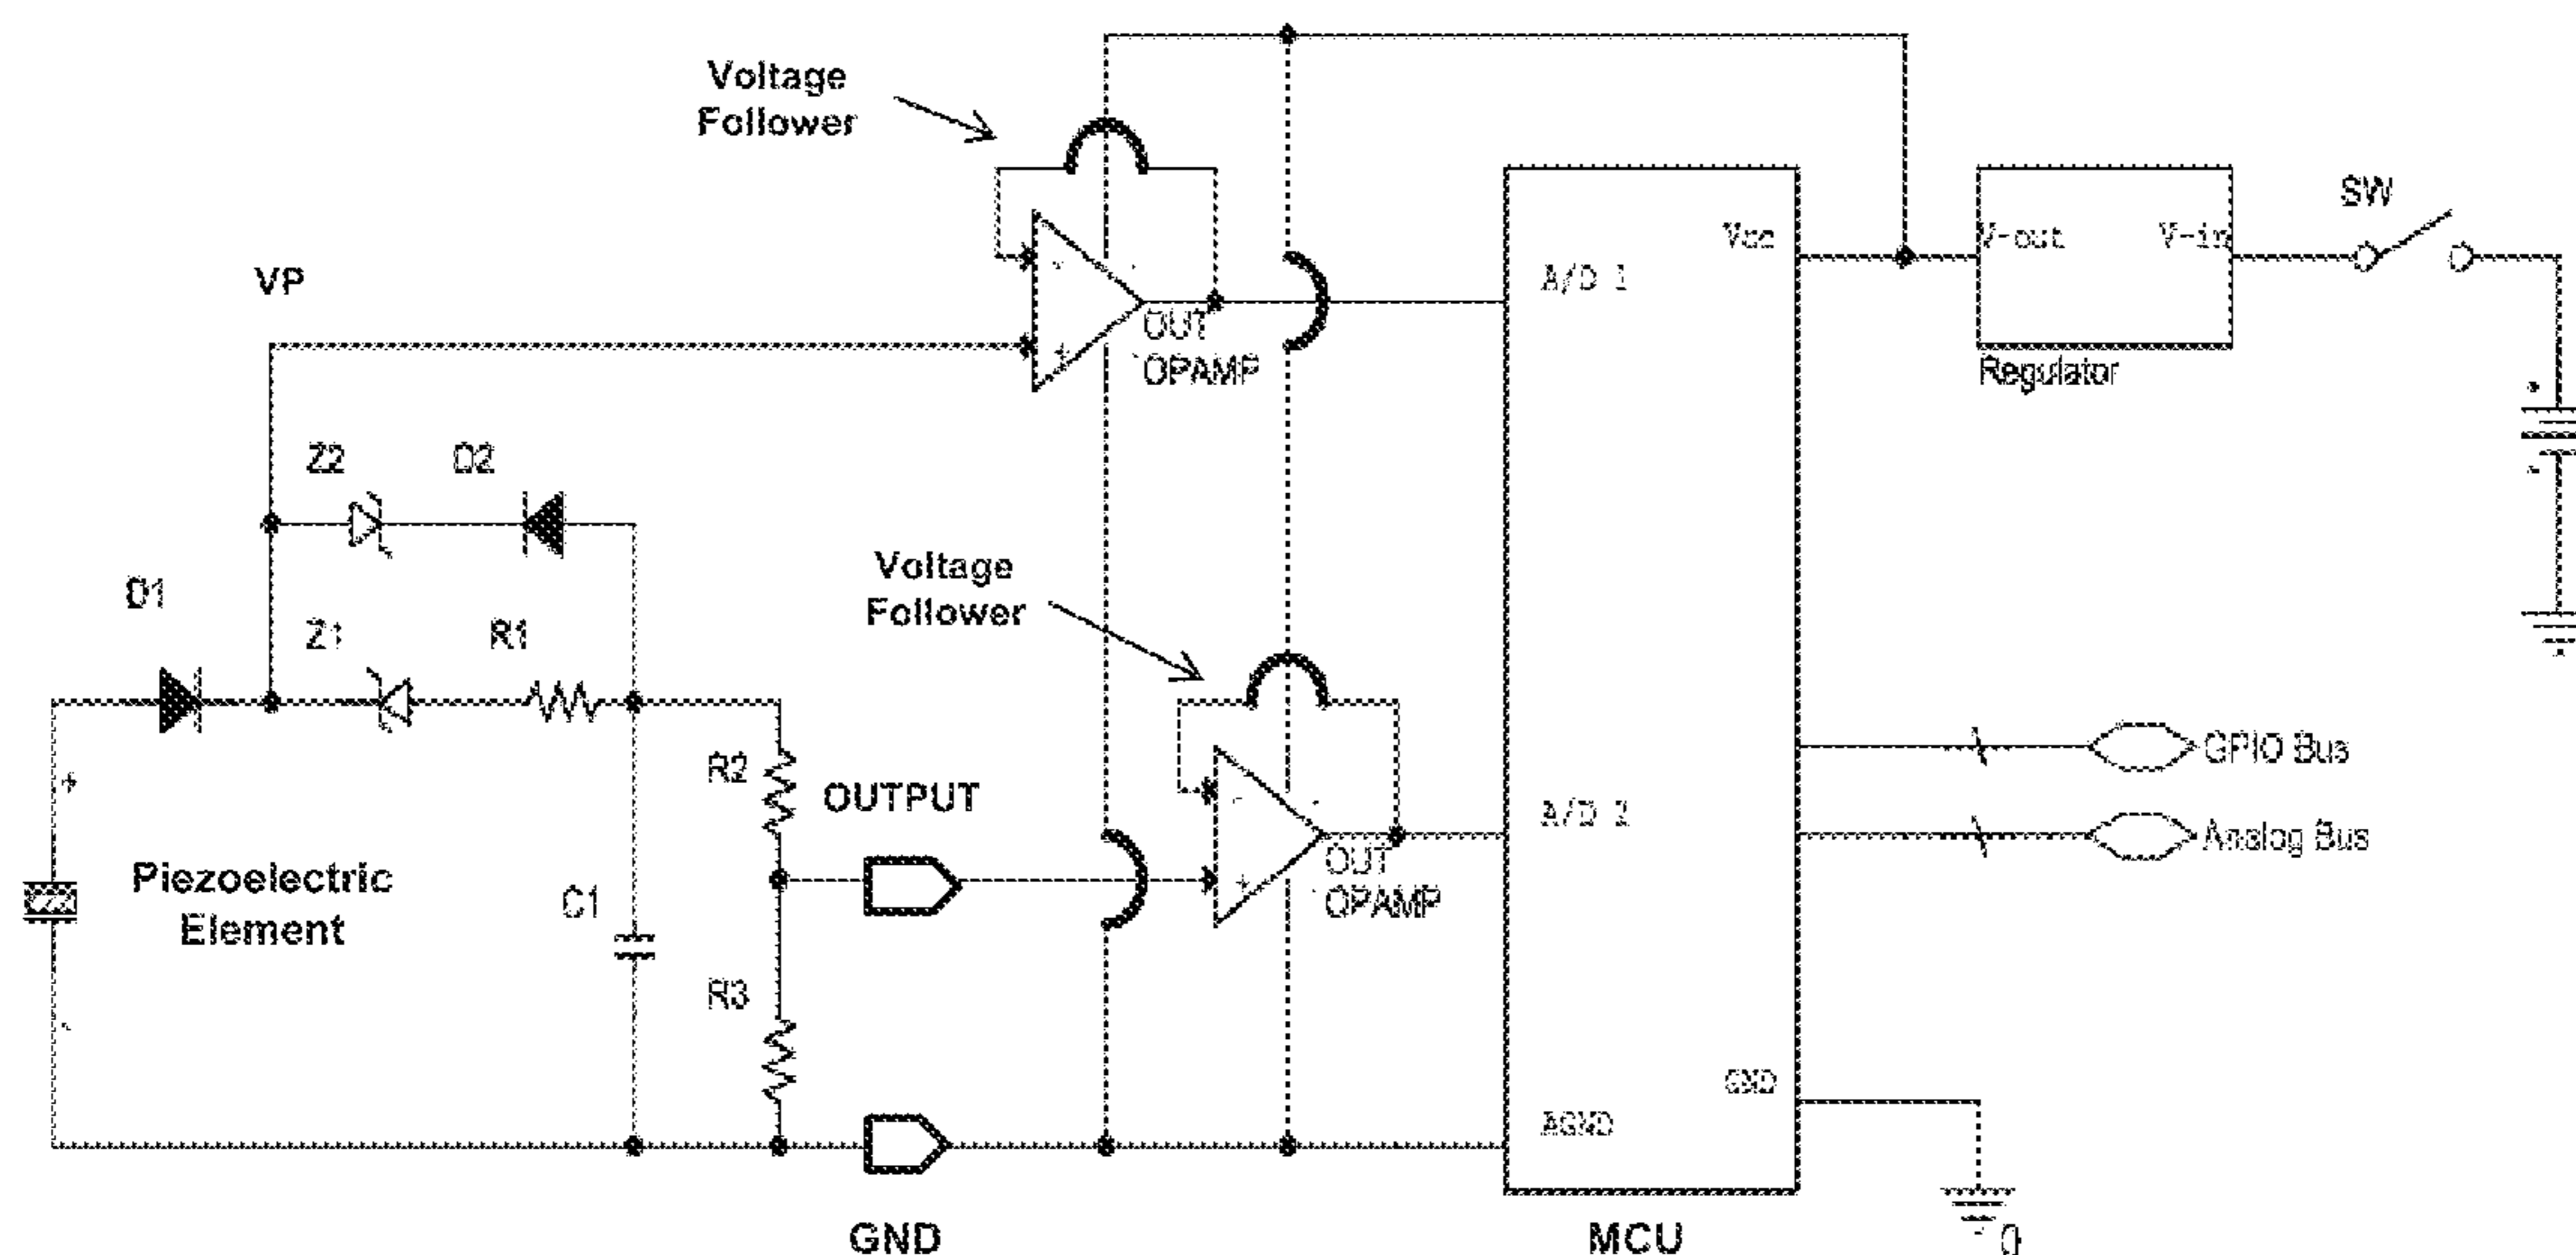 Voltage
Follower
SW
Vcc
V-out
V-in
A/D 1
VP
OUT
OPAMP
Regulator
+
-
Z2
D2
Voltage
Follower
D1
Z1
R1
R2
OUTPUT
GPIO Bus
A/D 2
Analog Bus
Piezoelectric
Element
C1
OUT
OPAMP
R3
GND
AGND
GND
MCU
0